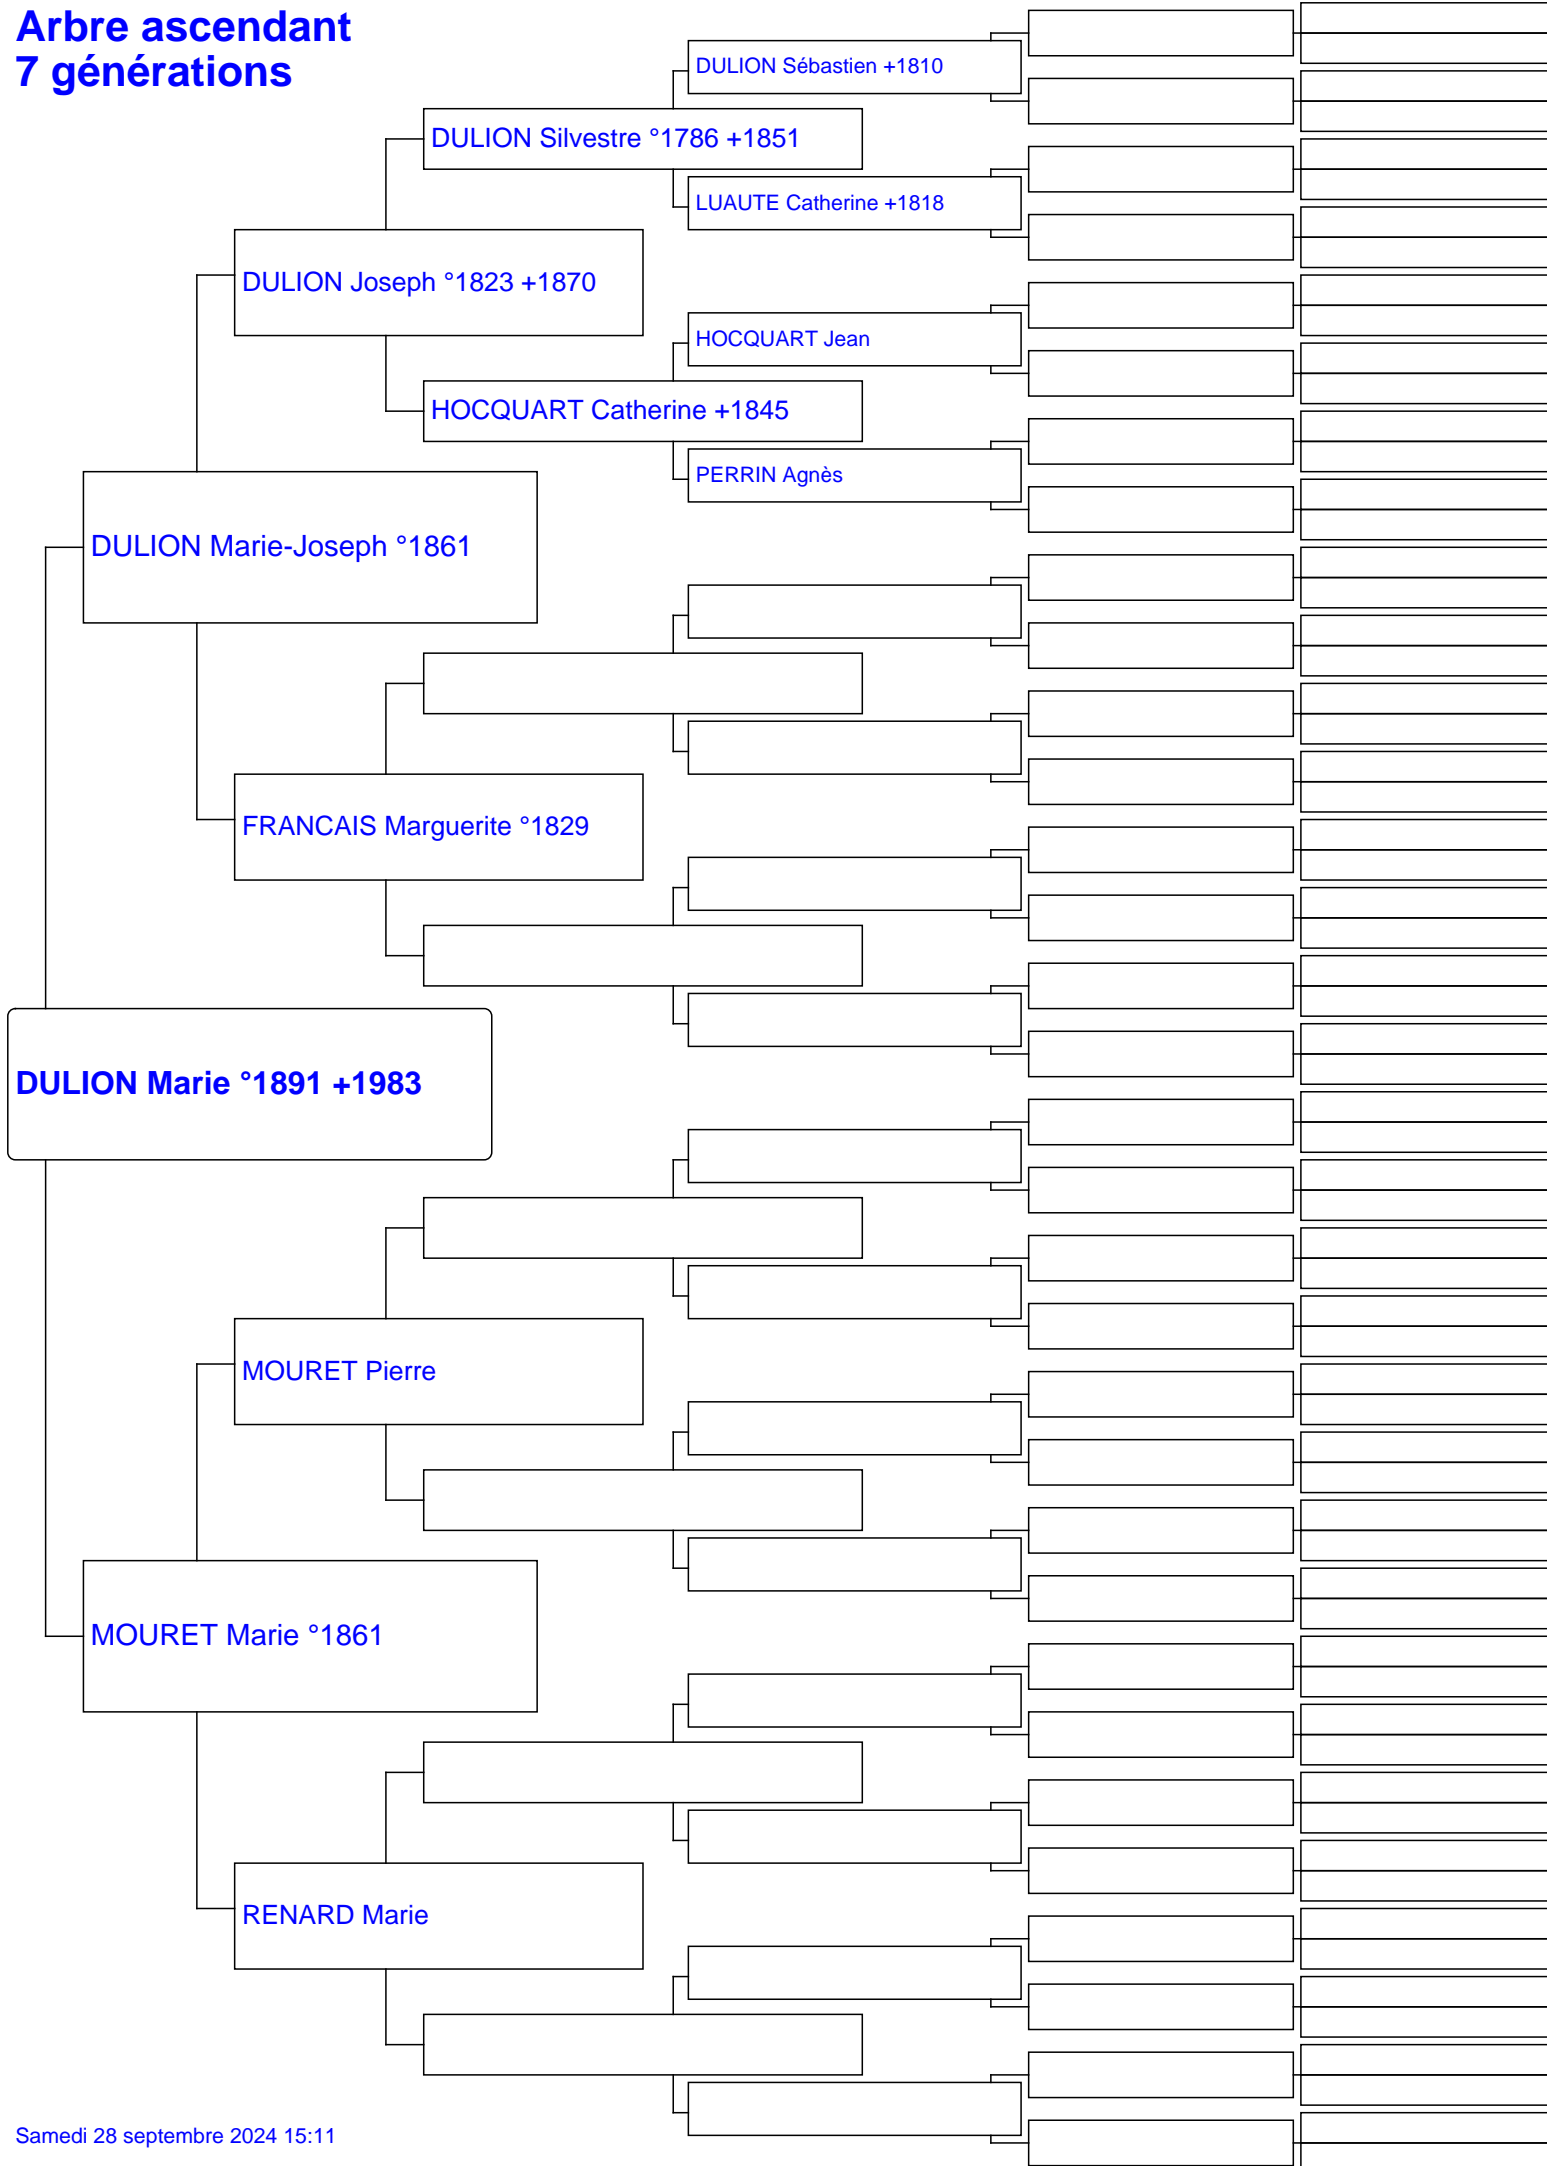 Arbre ascendant
7 générations
DULION Sébastien +1810
DULION Silvestre °1786 +1851
LUAUTE Catherine +1818
DULION Joseph °1823 +1870
HOCQUART Jean
HOCQUART Catherine +1845
PERRIN Agnès
DULION Marie-Joseph °1861
FRANCAIS Marguerite °1829
DULION Marie °1891 +1983
MOURET Pierre
MOURET Marie °1861
RENARD Marie
Samedi 28 septembre 2024 15:11